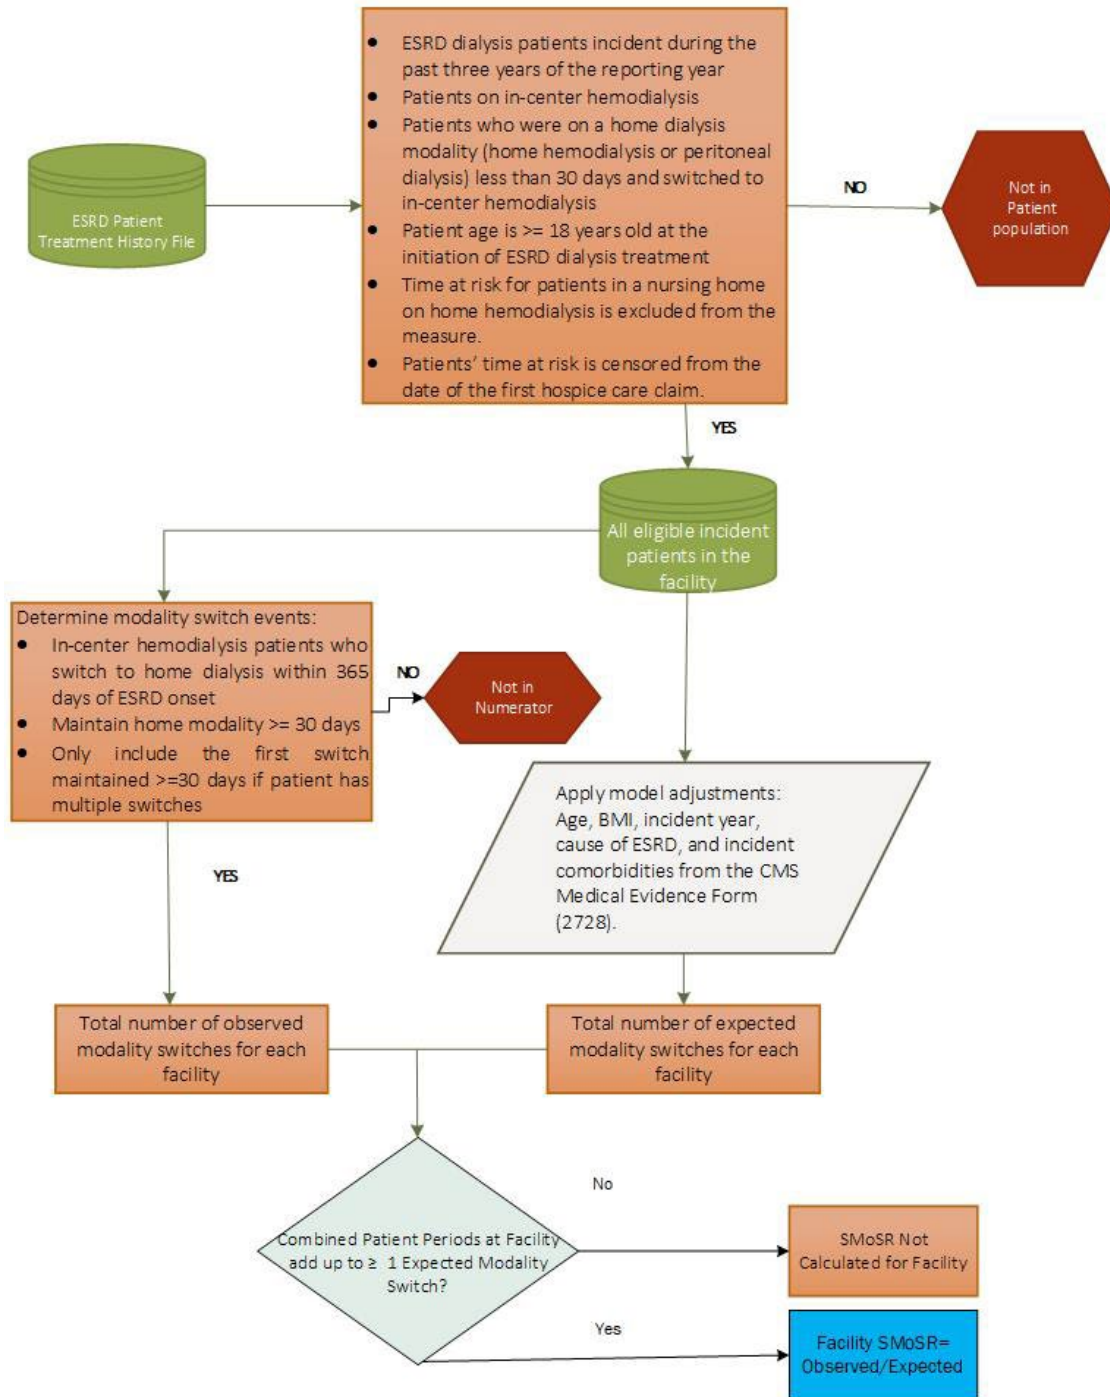 ● ESRD dialysis patients incident during the
past three years of the reporting year
● Patients on in-center hemodialysis
● Patients who were on a home dialysis
modality (home hemodialysis or peritoneal
dialysis) less than 30 days and switched to
in-center hemodialysis
● Patient age is >= 18 years old at the
initiation of ESRD dialysis treatment
● Time at risk for patients in a nursing home
on home hemodialysis is excluded from the
measure.
● Patients’ time at risk is censored from the
date of the first hospice care claim.
ESRD Patient
Treatment History File
NO
Not in
Patient
population
YES
All eligible incident
patients in the
facility
Determine modality switch events:
● In-center hemodialysis patients who
switch to home dialysis within 365
days of ESRD onset
● Maintain home modality >= 30 days
● Only include the first switch
maintained >=30 days if patient has
multiple switches
NO
Not in
Numerator
Apply model adjustments:
Age, BMI, incident year,
cause of ESRD, and incident
comorbidities from the CMS
Medical Evidence Form
(2728).
YES
Total number of observed
modality switches for each
facility
Total number of expected
modality switches for each
facility
Combined Patient Periods at Facility
add up to ≥ 1 Expected Modality
Switch?
No
SMoSR Not
Calculated for Facility
Yes
Facility SMoSR=
Observed/Expected